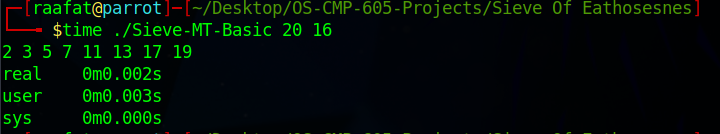 ┌─[raafat@parrot]─[~/Desktop/OS-CMP-605-Projects/Sieve Of Eathosesnes]
└──╼ $time ./Sieve-MT-Basic 20 16
2 3 5 7 11 13 17 19
real    0m0.002s
user    0m0.003s
sys     0m0.000s